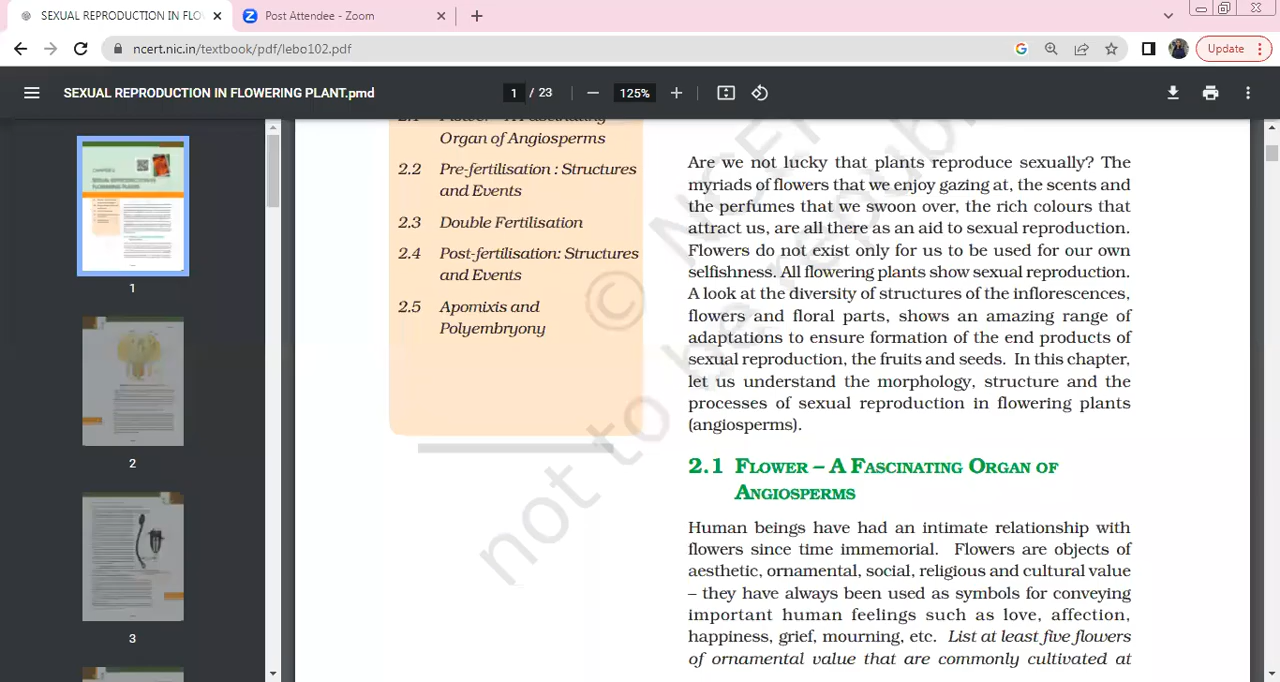 SEXUAL REPRODUCTION IN FLO
Post Attendee - Zoom
ncert.nic.in/textbook/pdf/lebo102.pdf
Update
SEXUAL REPRODUCTION IN FLOWERING PLANT.pmd
1 / 23
125%
1
2
3
Organ of Angiosperms
2.2 Pre-fertilisation : Structures
and Events
2.3 Double Fertilisation
2.4 Post-fertilisation: Structures
and Events
2.5 Apomixis and
Polyembryony
Are we not lucky that plants reproduce sexually? The
myriads of flowers that we enjoy gazing at, the scents and
the perfumes that we swoon over, the rich colours that
attract us, are all there as an aid to sexual reproduction.
Flowers do not exist only for us to be used for our own
selfishness. All flowering plants show sexual reproduction.
A look at the diversity of structures of the inflorescences,
flowers and floral parts, shows an amazing range of
adaptations to ensure formation of the end products of
sexual reproduction, the fruits and seeds. In this chapter,
let us understand the morphology, structure and the
processes of sexual reproduction in flowering plants
(angiosperms).
2.1 FLOWER – A FASCINATING ORGAN OF
ANGIOSPERMS
Human beings have had an intimate relationship with
flowers since time immemorial. Flowers are objects of
aesthetic, ornamental, social, religious and cultural value
– they have always been used as symbols for conveying
important human feelings such as love, affection,
happiness, grief, mourning, etc. List at least five flowers
of ornamental value that are commonly cultivated at
© NCERT
not to be republished